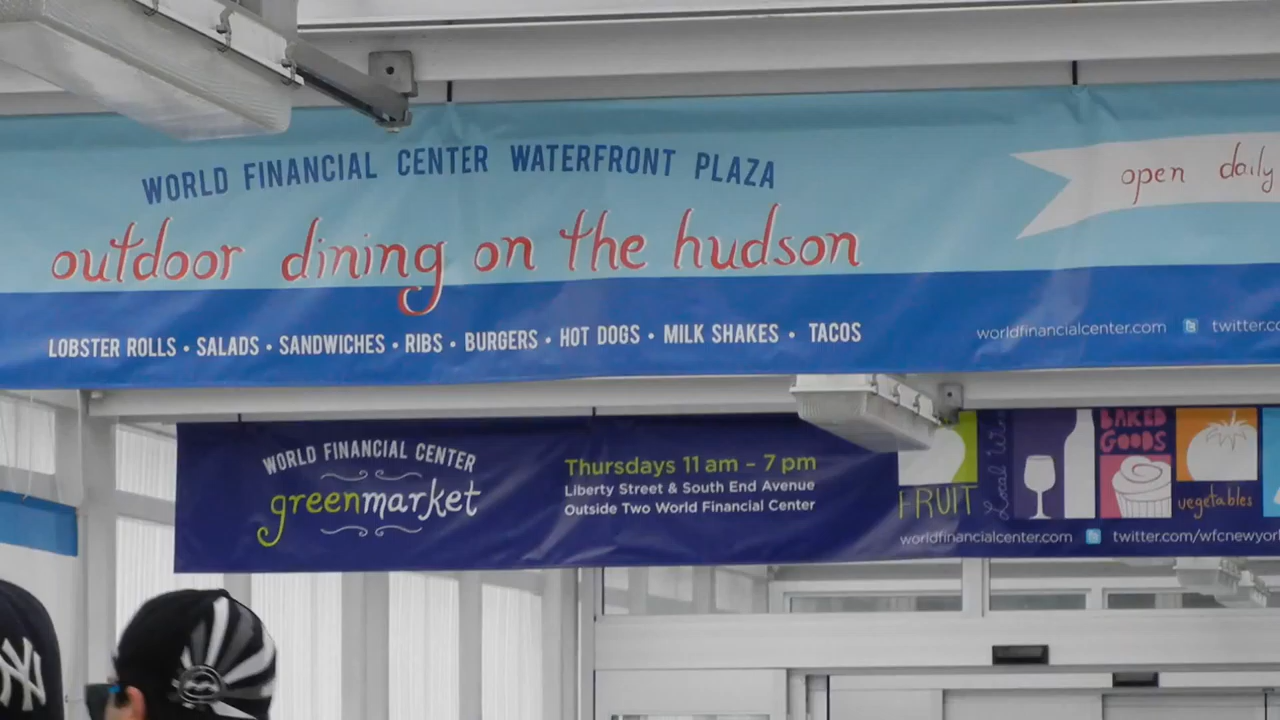 WORLD FINANCIAL CENTER WATERFRONT PLAZA
outdoor dining on the hudson
open daily
LOBSTER ROLLS • SALADS • SANDWICHES • RIBS • BURGERS • HOT DOGS • MILK SHAKES • TACOS
worldfinancialcenter.com
WORLD FINANCIAL CENTER
greenmarket
Thursdays 11 am – 7 pm
Liberty Street & South End Avenue
Outside Two World Financial Center
FRUIT
Local
BAKED
GOODS
vegetables
worldfinancialcenter.com twitter.com/wfcnewyor
NY